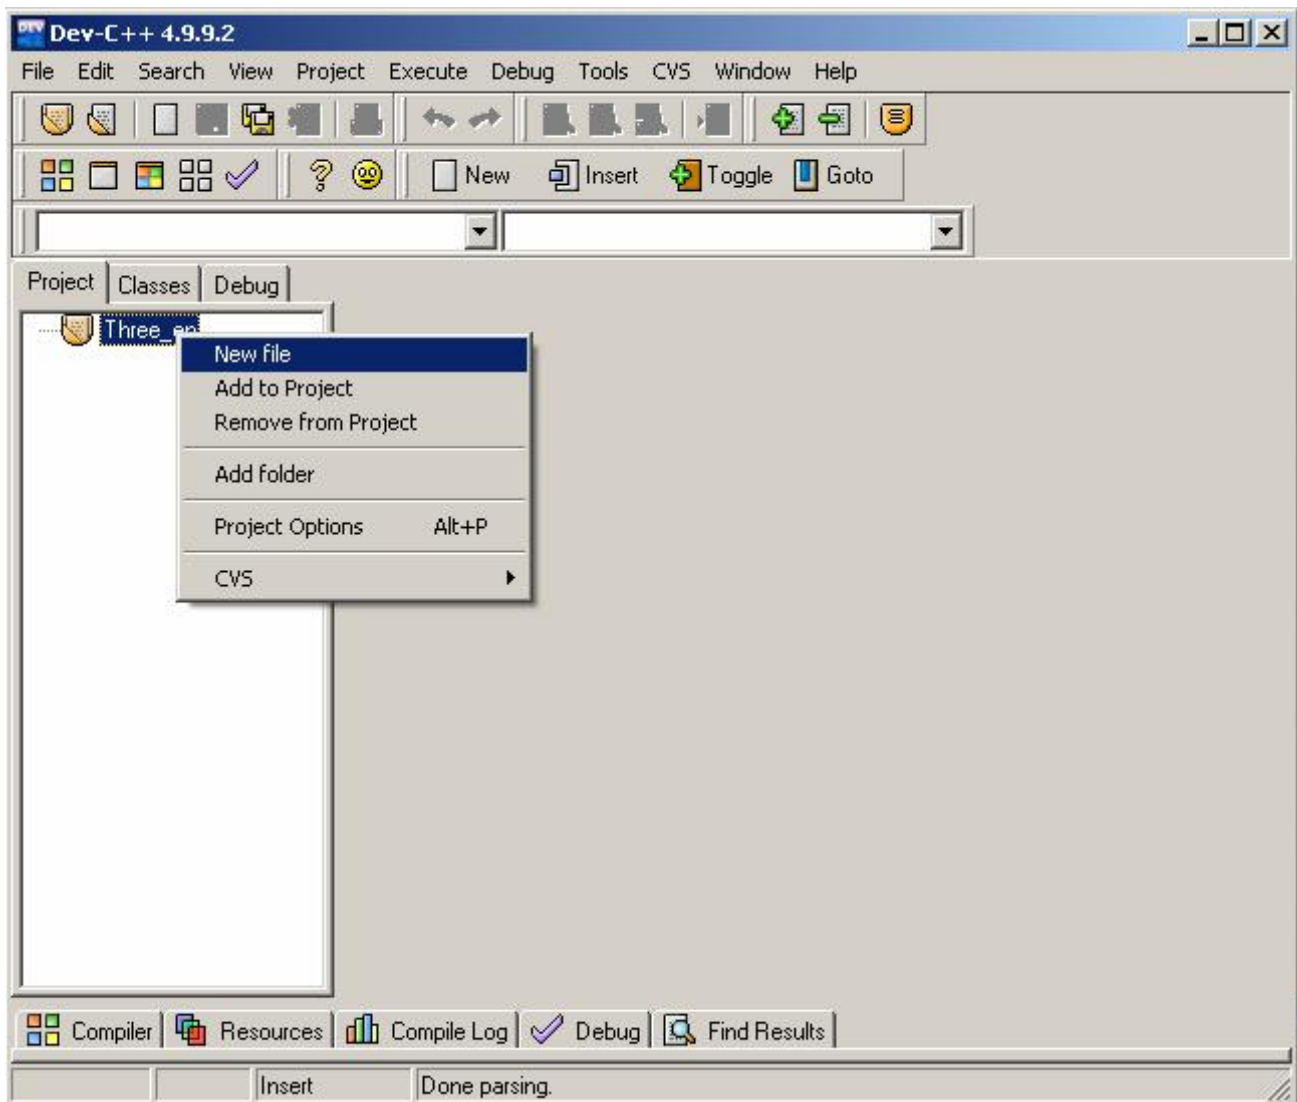 Dev-C++ 4.9.9.2
File Edit Search View Project Execute Debug Tools CVS Window Help
New Insert Toggle Goto
Project Classes Debug
Three_en
New file
Add to Project
Remove from Project
Add folder
Project Options Alt+P
CVS
Compiler Resources Compile Log Debug Find Results
Insert Done parsing.